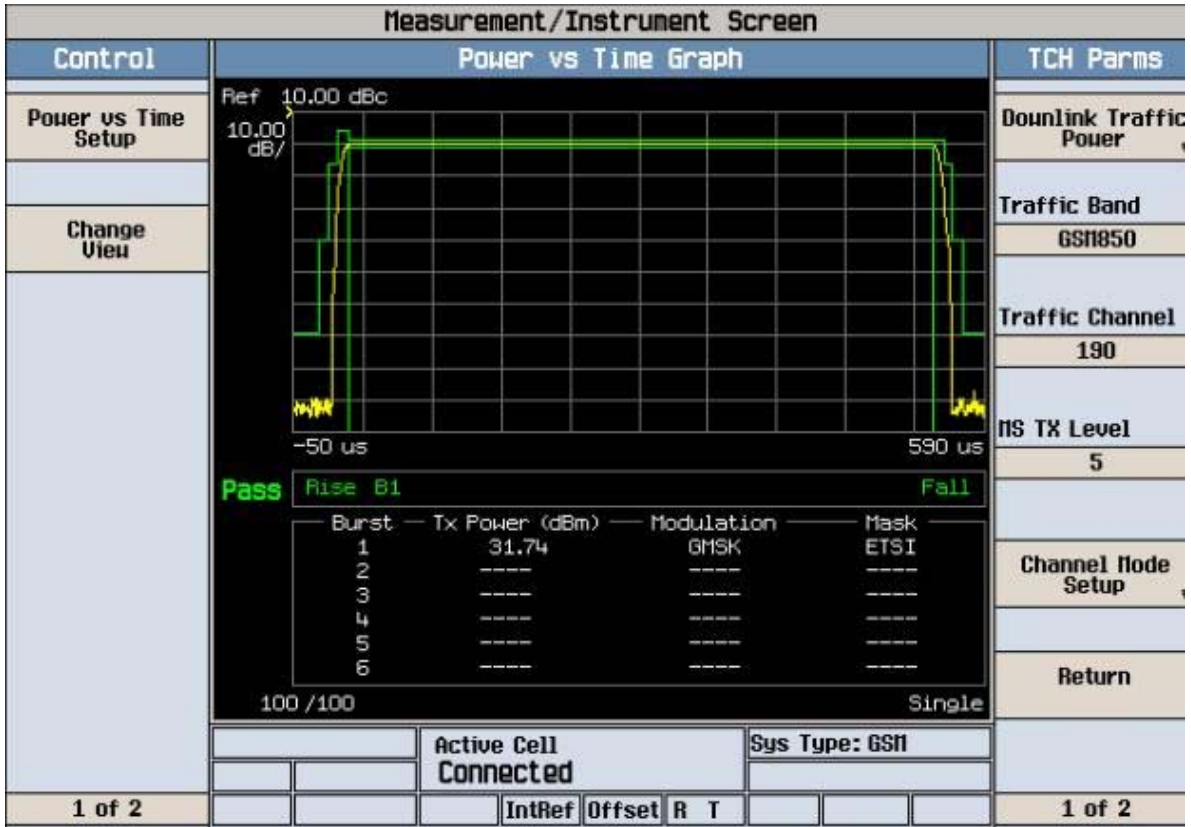 Measurement/Instrument Screen
Control
Power vs Time Graph
TCH Parms
Power vs Time
Setup
Change
View
1 of 2
Ref 10.00 dBc
10.00
dB/
-50 us
590 us
Pass
Rise B1
Fall
Burst Tx Power (dBm) Modulation Mask
1 31.74 GMSK ETSI
2 ---- ---- ----
3 ---- ---- ----
4 ---- ---- ----
5 ---- ---- ----
6 ---- ---- ----
100 /100
Single
Active Cell
Connected
Sys Type: GSM
IntRef Offset R T
Downlink Traffic
Power
Traffic Band
GSM850
Traffic Channel
190
MS TX Level
5
Channel Mode
Setup
Return
1 of 2